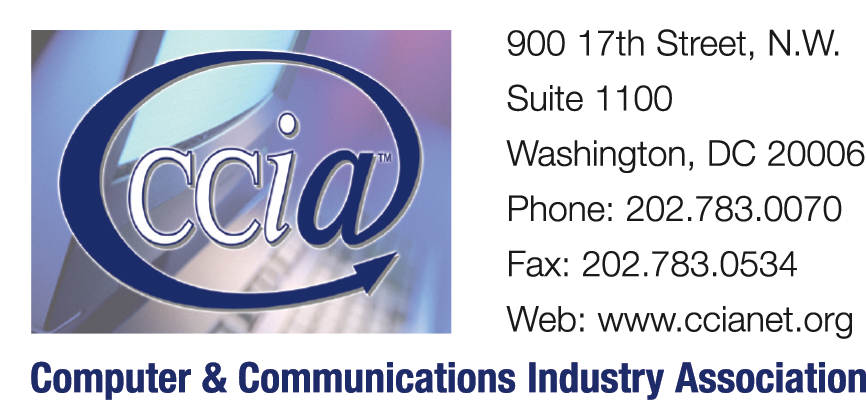 ccia™
900 17th Street, N.W.
Suite 1100
Washington, DC 20006
Phone: 202.783.0070
Fax: 202.783.0534
Web: www.ccianet.org
Computer & Communications Industry Association